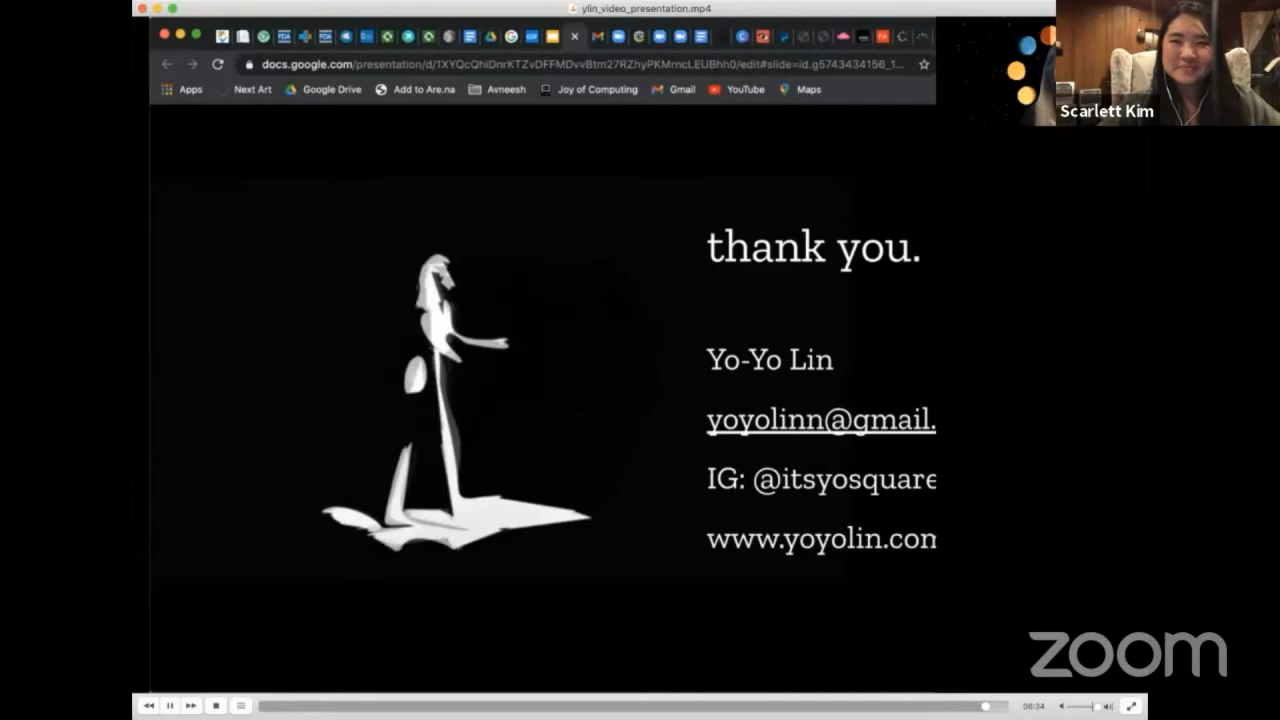 ylin_video_presentation.mp4
docs.google.com/presentation/d/1XYQcQhiDnrKTZvDFFMDvvBtm27RZhyPKMrncLEUBhh0/edit#slide=id.g5743434156_1...
Apps Next Art Google Drive Add to Are.na Avneesh Joy of Computing Gmail YouTube Maps
Scarlett Kim
thank you.
Yo-Yo Lin
yoyolinn@gmail.
IG: @itsyosquare
www.yoyolin.com
zoom
06:34